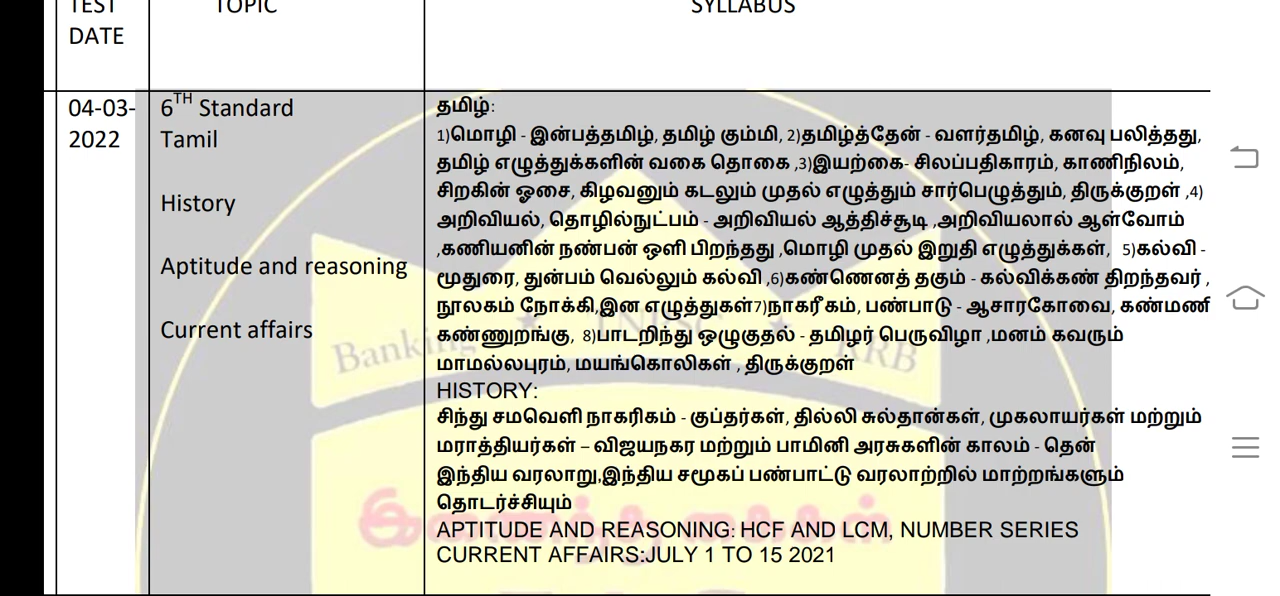 TEST DATE
TOPIC
SYLLABUS
04-03-2022
6TH Standard
Tamil
History
Aptitude and reasoning
Current affairs
தமிழ்:
1)மொழி - இன்பத்தமிழ், தமிழ் கும்மி, 2)தமிழ்த்தேன் - வளர்தமிழ், கனவு பலித்தது,
தமிழ் எழுத்துக்களின் வகை தொகை ,3)இயற்கை- சிலப்பதிகாரம், காணிநிலம்,
சிறகின் ஓசை, கிழவனும் கடலும் முதல் எழுத்தும் சார்பெழுத்தும், திருக்குறள் ,4)
அறிவியல், தொழில்நுட்பம் - அறிவியல் ஆத்திச்சூடி ,அறிவியலால் ஆள்வோம்
,கணியனின் நண்பன் ஒளி பிறந்தது ,மொழி முதல் இறுதி எழுத்துக்கள், 5)கல்வி -
மூதுரை, துன்பம் வெல்லும் கல்வி ,6)கண்ணெனத் தகும் - கல்விக்கண் திறந்தவர் ,
நூலகம் நோக்கி,இன எழுத்துகள்7)நாகரீகம், பண்பாடு - ஆசாரகோவை, கண்மணி
கண்ணுறங்கு, 8)பாடறிந்து ஒழுகுதல் - தமிழர் பெருவிழா ,மனம் கவரும்
மாமல்லபுரம், மயங்கொலிகள் , திருக்குறள்
HISTORY:
சிந்து சமவெளி நாகரிகம் - குப்தர்கள், தில்லி சுல்தான்கள், முகலாயர்கள் மற்றும்
மராத்தியர்கள் – விஜயநகர மற்றும் பாமினி அரசுகளின் காலம் - தென்
இந்திய வரலாறு,இந்திய சமூகப் பண்பாட்டு வரலாற்றில் மாற்றங்களும்
தொடர்ச்சியும்
APTITUDE AND REASONING: HCF AND LCM, NUMBER SERIES
CURRENT AFFAIRS:JULY 1 TO 15 2021
Banking
TNPSC
RRB
இணைந்த கைகள்